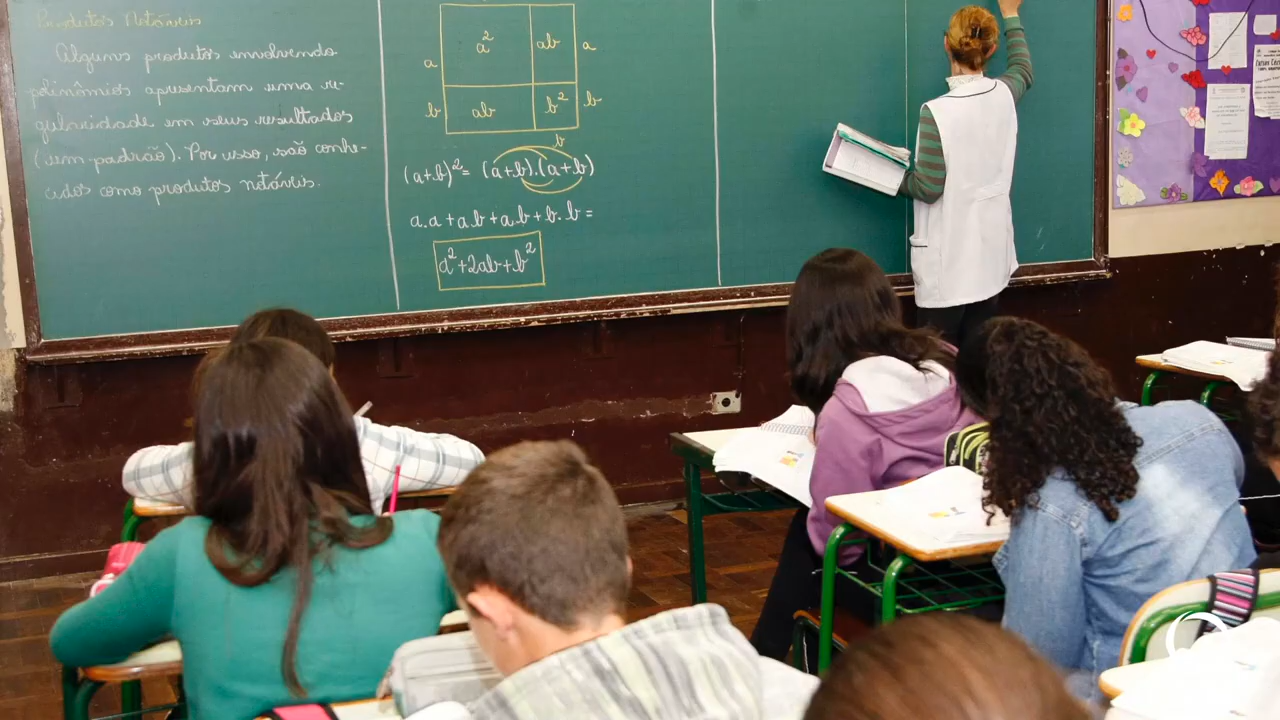 Produtos Notáveis
Alguns produtos envolvendo
polinômios apresentam uma re-
gularidade em seus resultados
(um padrão). Por isso, são conhe-
cidos como produtos notáveis.
a² ab a
a
b ab b² b
b
(a+b)² = (a+b).(a+b)
a.a + a.b + a.b + b.b =
a² + 2ab + b²